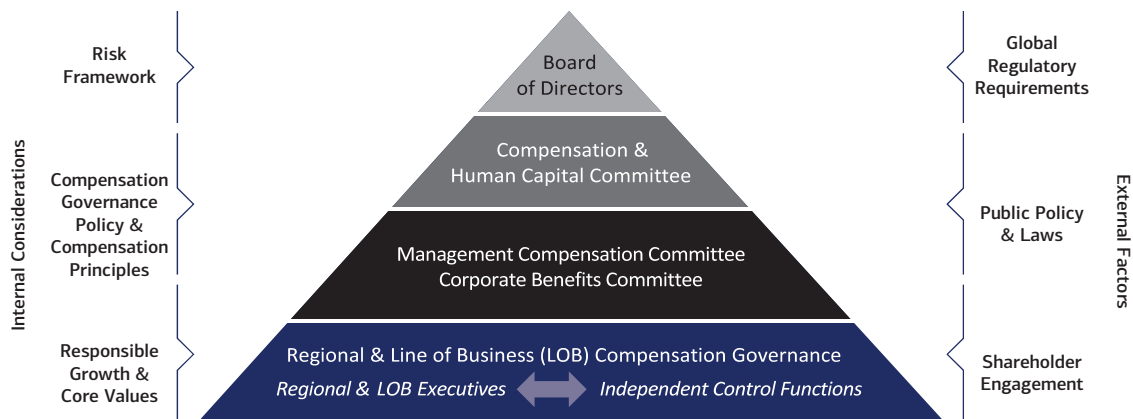 Internal Considerations
Risk
Framework
Compensation
Governance
Policy &
Compensation
Principles
Responsible
Growth &
Core Values
Board
of Directors
Compensation &
Human Capital Committee
Management Compensation Committee
Corporate Benefits Committee
Regional & Line of Business (LOB) Compensation Governance
Regional & LOB Executives
Independent Control Functions
Global
Regulatory
Requirements
Public Policy
& Laws
Shareholder
Engagement
External Factors